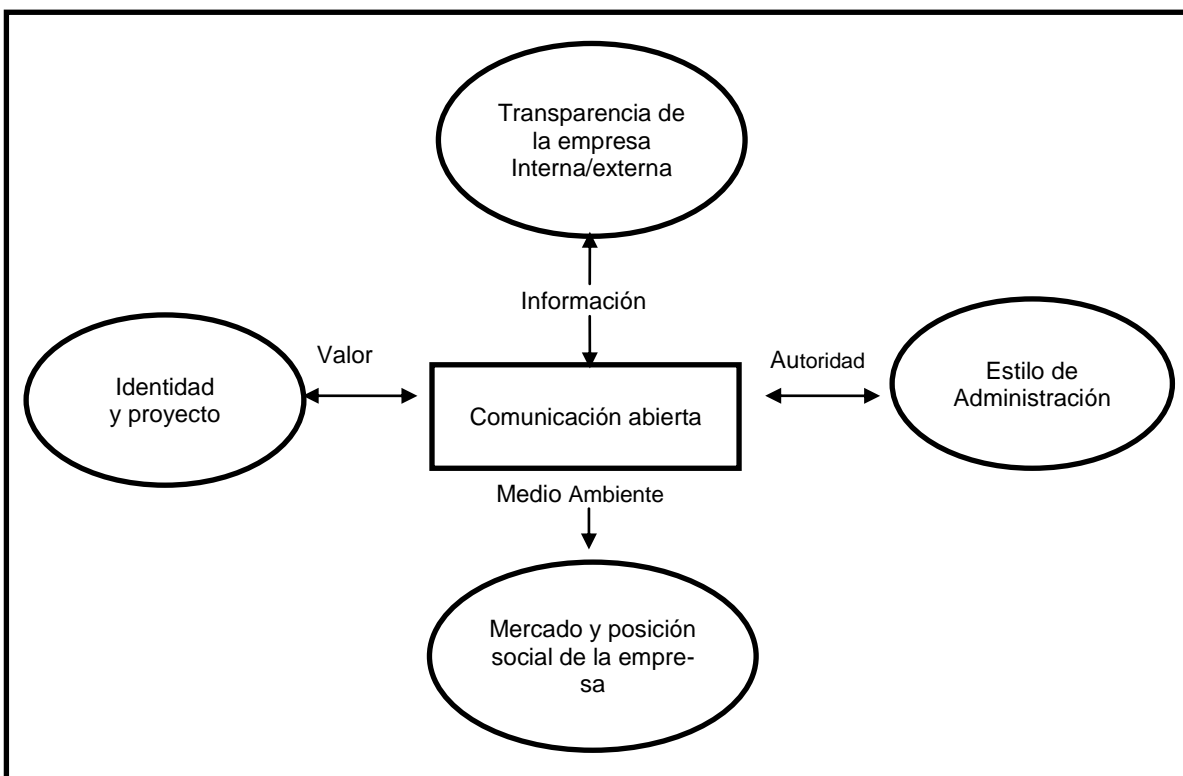 Transparencia de
la empresa
Interna/externa
Información
Valor
Autoridad
Identidad
y proyecto
Comunicación abierta
Estilo de
Administración
Medio Ambiente
Mercado y posición
social de la empre-
sa